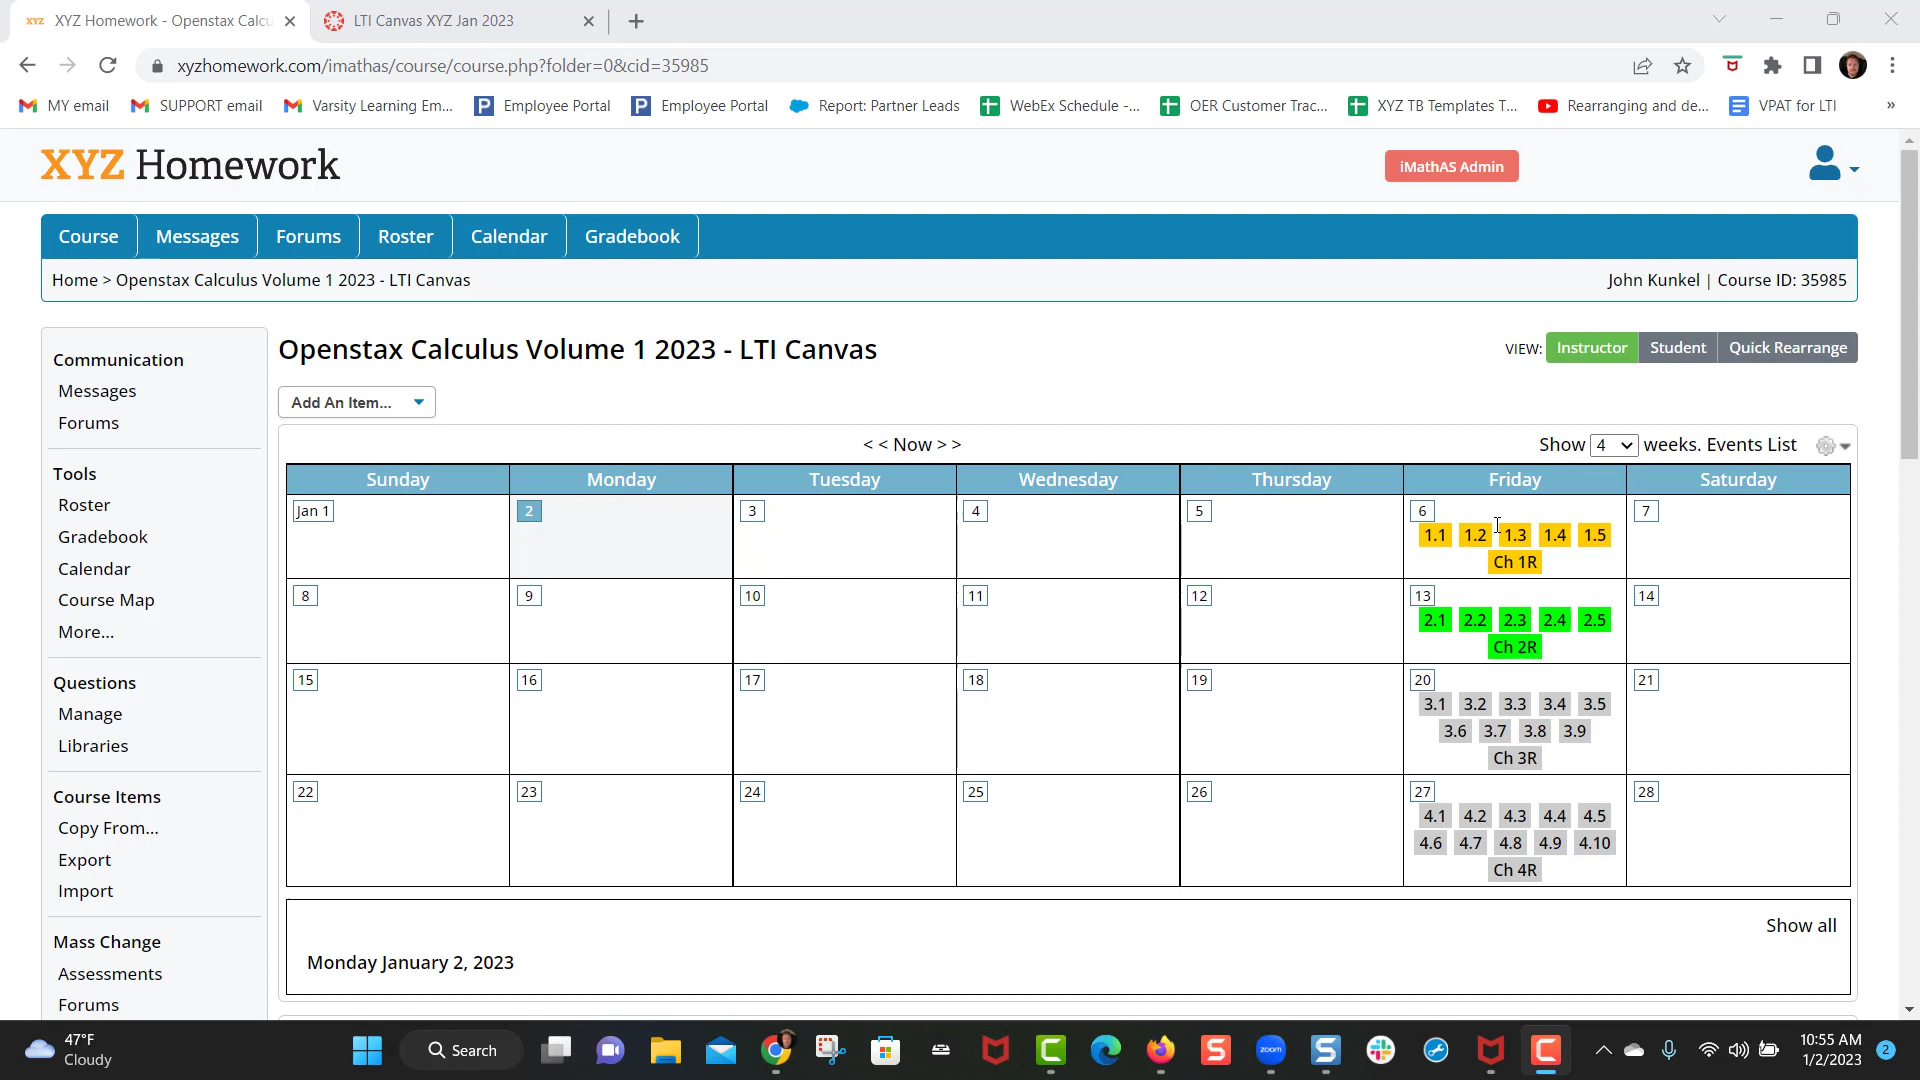 XYZ Homework - Openstax Calcu
LTI Canvas XYZ Jan 2023
xyzhomework.com/imathas/course/course.php?folder=0&cid=35985
MY email
SUPPORT email
Varsity Learning Em...
Employee Portal
Employee Portal
Report: Partner Leads
WebEx Schedule -...
OER Customer Trac...
XYZ TB Templates T...
Rearranging and de...
VPAT for LTI
»
XYZ Homework
iMathAS Admin
Course Messages Forums Roster Calendar Gradebook
Home > Openstax Calculus Volume 1 2023 - LTI Canvas
John Kunkel | Course ID: 35985
Communication
Messages
Forums
Tools
Roster
Gradebook
Calendar
Course Map
More...
Questions
Manage
Libraries
Course Items
Copy From...
Export
Import
Mass Change
Assessments
Forums
Openstax Calculus Volume 1 2023 - LTI Canvas
VIEW: Instructor Student Quick Rearrange
Add An Item...
< < Now > >
Show 4 weeks. Events List
Sunday Monday Tuesday Wednesday Thursday Friday Saturday
Jan 1 2 3 4 5 6 7
1.1 1.2 1.3 1.4 1.5
Ch 1R
8 9 10 11 12 13 14
2.1 2.2 2.3 2.4 2.5
Ch 2R
15 16 17 18 19 20 21
3.1 3.2 3.3 3.4 3.5
3.6 3.7 3.8 3.9
Ch 3R
22 23 24 25 26 27 28
4.1 4.2 4.3 4.4 4.5
4.6 4.7 4.8 4.9 4.10
Ch 4R
Show all
Monday January 2, 2023
47°F
Cloudy
Search
zoom
10:55 AM
1/2/2023
2